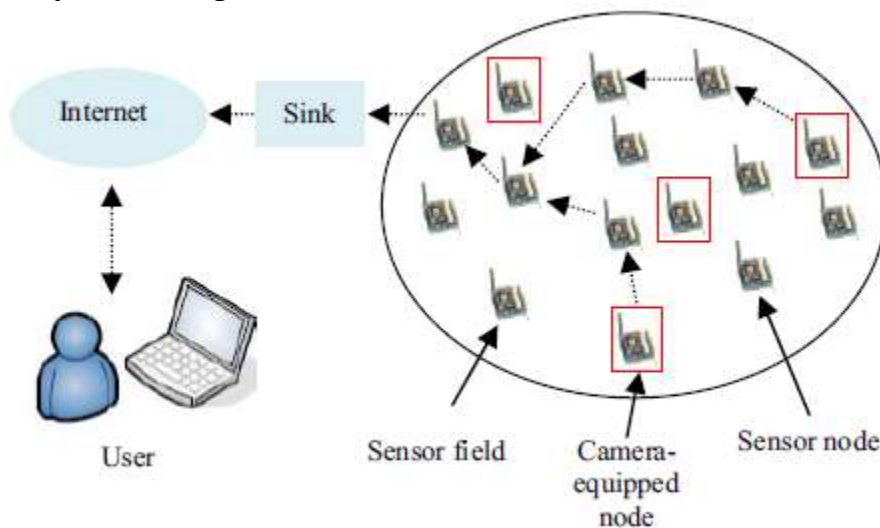 Internet
Sink
User
Sensor field
Camera-
equipped
node
Sensor node